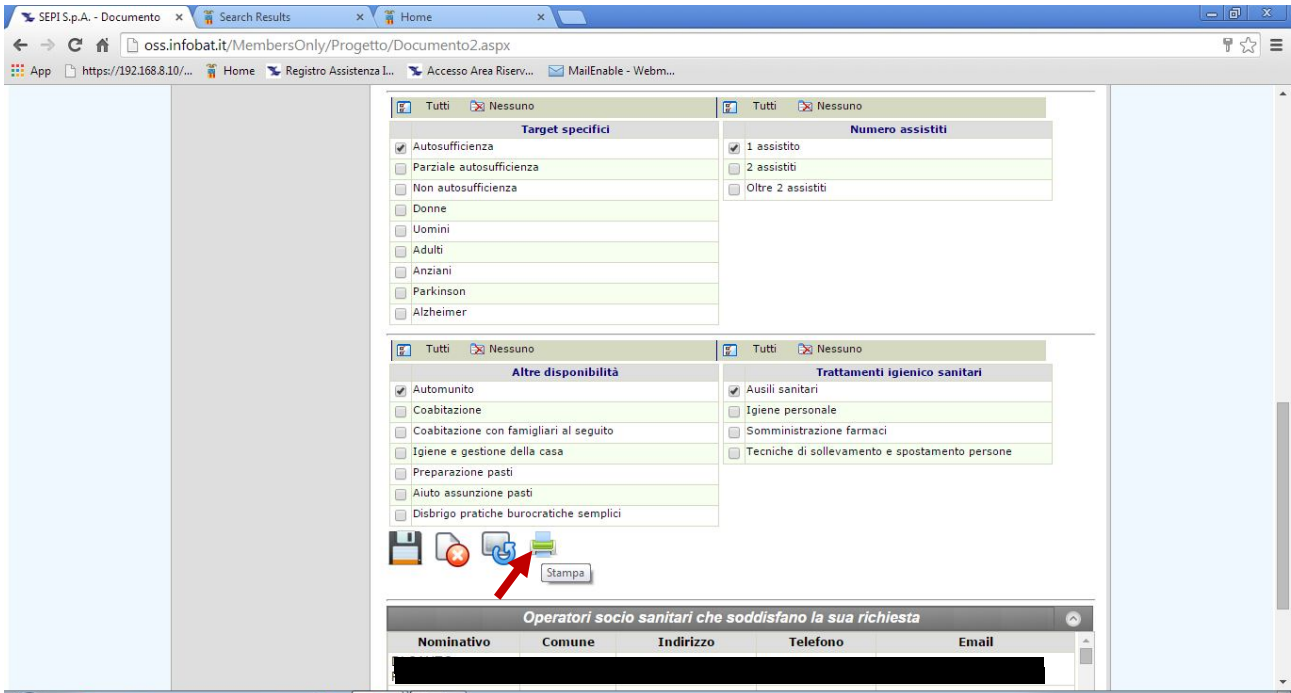 SEPI S.p.A. - Documento
Search Results
Home
oss.infobat.it/MembersOnly/Progetto/Documento2.aspx
App https://192.168.8.10/... Home Registro Assistenza I... Accesso Area Riserv... MailEnable - Webm...
Tutti Nessuno Tutti Nessuno
Target specifici Numero assistiti
Autosufficienza 1 assistito
Parziale autosufficienza 2 assistiti
Non autosufficienza Oltre 2 assistiti
Donne
Uomini
Adulti
Anziani
Parkinson
Alzheimer
Tutti Nessuno Tutti Nessuno
Altre disponibilità Trattamenti igienico sanitari
Automunito Ausili sanitari
Coabitazione Igiene personale
Coabitazione con famigliari al seguito Somministrazione farmaci
Igiene e gestione della casa Tecniche di sollevamento e spostamento persone
Preparazione pasti
Aiuto assunzione pasti
Disbrigo pratiche burocratiche semplici
Stampa
Operatori socio sanitari che soddisfano la sua richiesta
Nominativo Comune Indirizzo Telefono Email